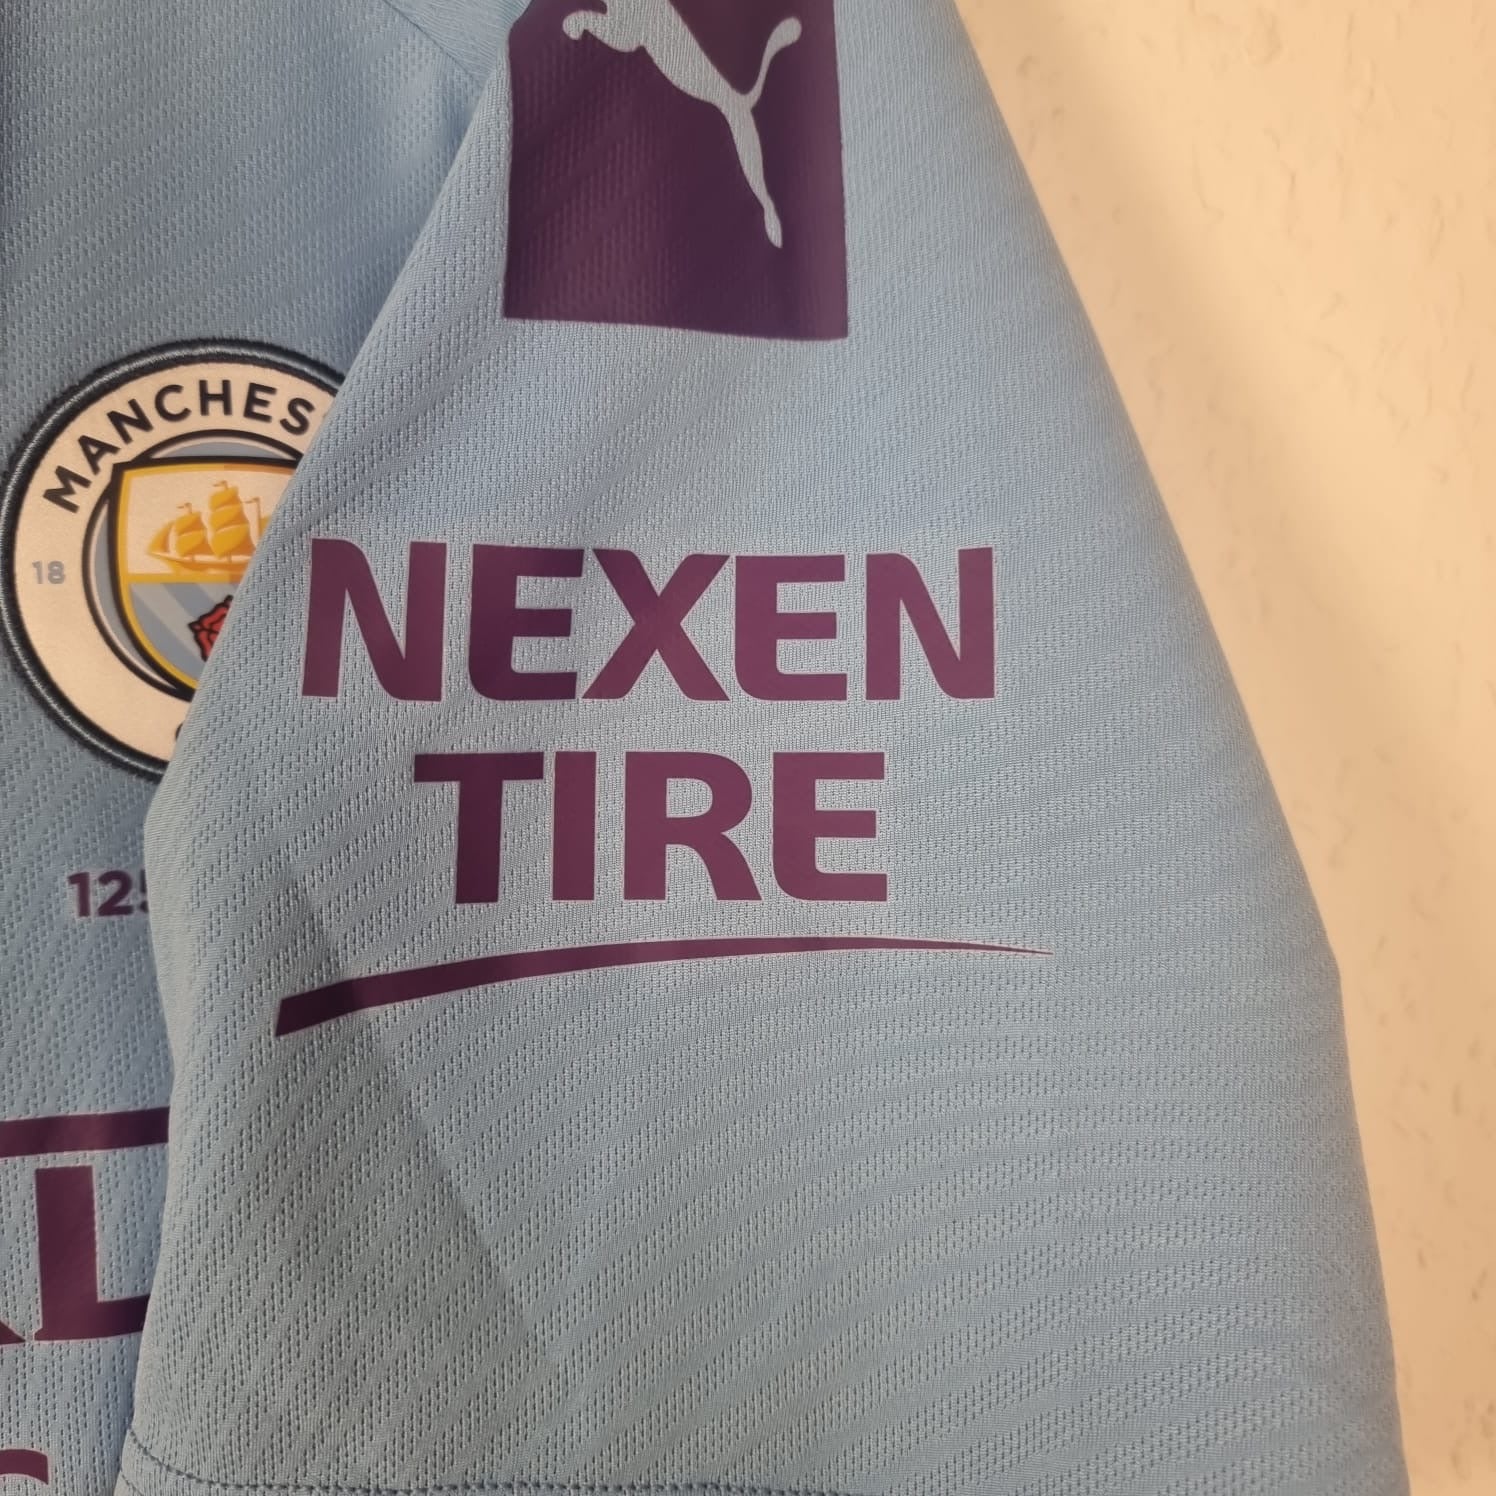 MANCHES
18
NEXEN
TIRE
125
L